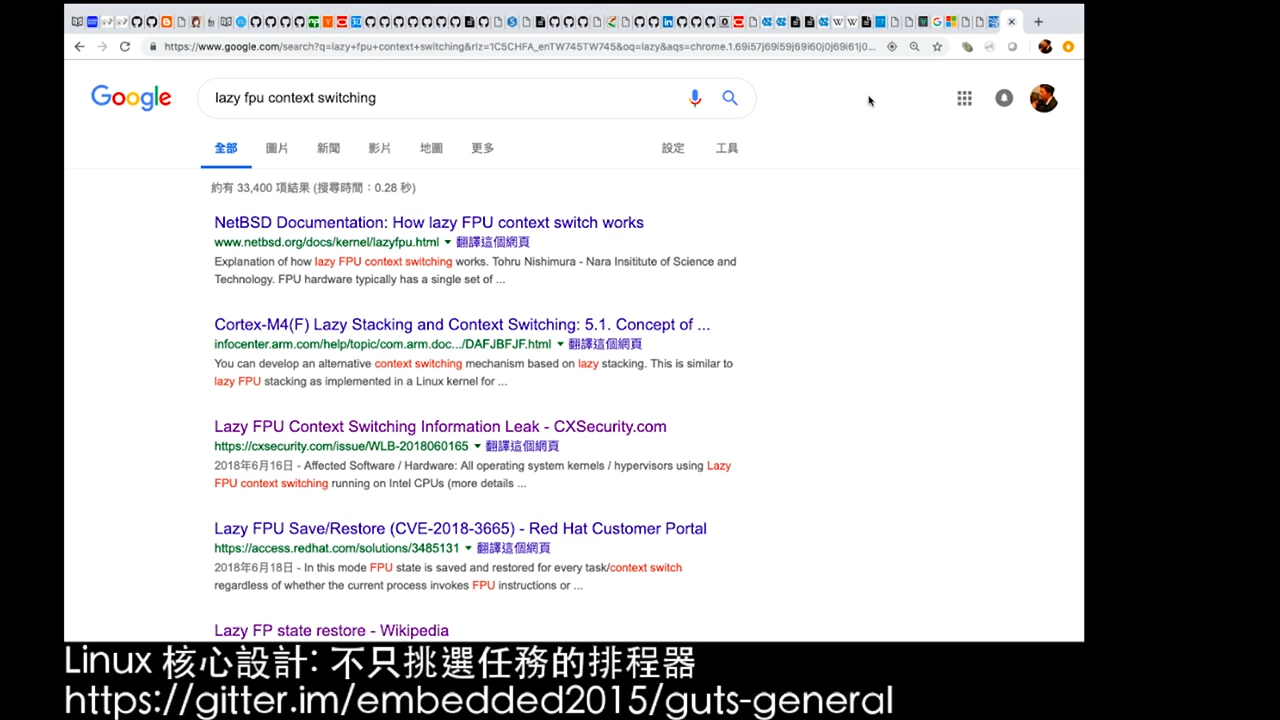 https://www.google.com/search?q=lazy+fpu+context+switching&rlz=1C5CHFA_enTW745TW745&oq=lazy&aqs=chrome.1.69i57j69i59j69i60j0j69i61j0...
Google
lazy fpu context switching
全部 圖片 新聞 影片 地圖 更多 設定 工具
約有 33,400 項結果 (搜尋時間：0.28 秒)
NetBSD Documentation: How lazy FPU context switch works
www.netbsd.org/docs/kernel/lazyfpu.html 翻譯這個網頁
Explanation of how lazy FPU context switching works. Tohru Nishimura - Nara Insititute of Science and
Technology. FPU hardware typically has a single set of ...
Cortex-M4(F) Lazy Stacking and Context Switching: 5.1. Concept of ...
infocenter.arm.com/help/topic/com.arm.doc.../DAFJBFJF.html 翻譯這個網頁
You can develop an alternative context switching mechanism based on lazy stacking. This is similar to
lazy FPU stacking as implemented in a Linux kernel for ...
Lazy FPU Context Switching Information Leak - CXSecurity.com
https://cxsecurity.com/issue/WLB-2018060165 翻譯這個網頁
2018年6月16日 - Affected Software / Hardware: All operating system kernels / hypervisors using Lazy
FPU context switching running on Intel CPUs (more details ...
Lazy FPU Save/Restore (CVE-2018-3665) - Red Hat Customer Portal
https://access.redhat.com/solutions/3485131 翻譯這個網頁
2018年6月18日 - In this mode FPU state is saved and restored for every task/context switch
regardless of whether the current process invokes FPU instructions or ...
Lazy FP state restore - Wikipedia
Linux 核心設計: 不只挑選任務的排程器
https://gitter.im/embedded2015/guts-general